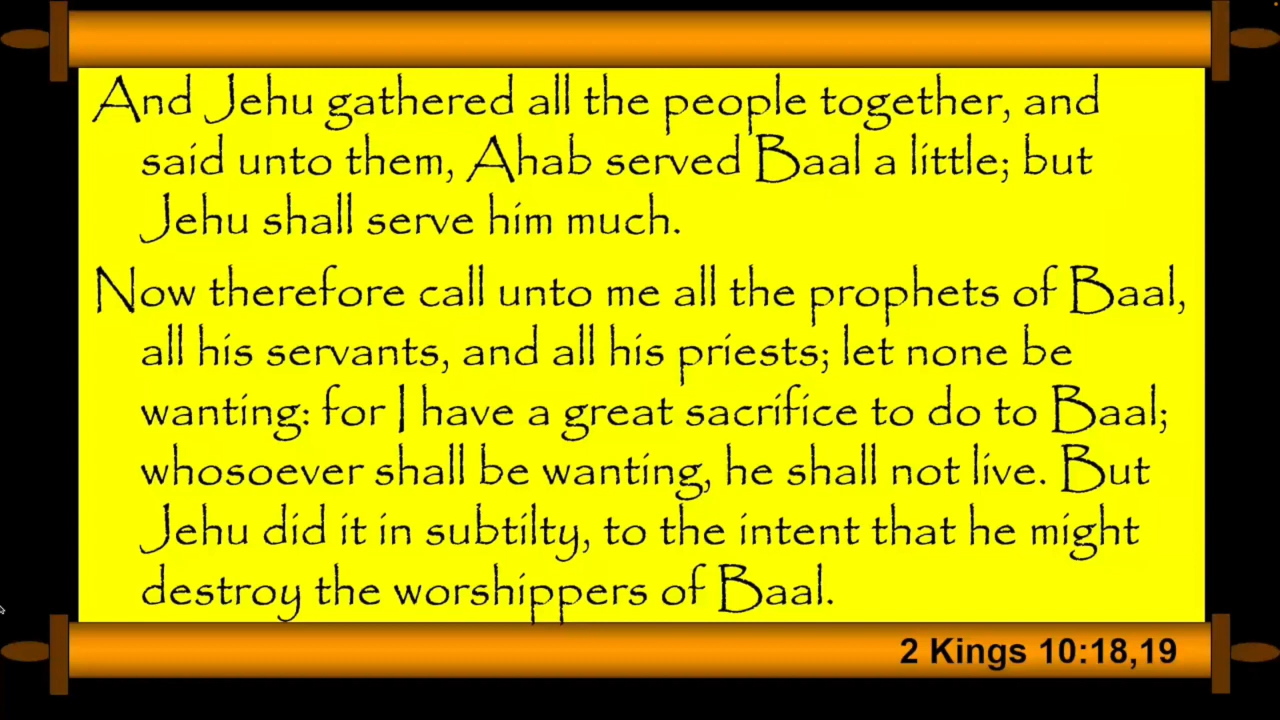 And Jehu gathered all the people together, and
said unto them, Ahab served Baal a little; but
Jehu shall serve him much.
Now therefore call unto me all the prophets of Baal,
all his servants, and all his priests; let none be
wanting: for I have a great sacrifice to do to Baal;
whosoever shall be wanting, he shall not live. But
Jehu did it in subtilty, to the intent that he might
destroy the worshippers of Baal.
2 Kings 10:18,19